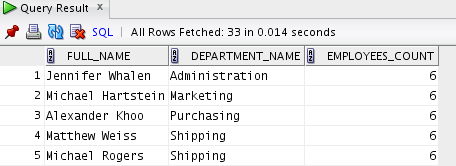 Query Result
SQL | All Rows Fetched: 33 in 0.014 seconds
FULL_NAME DEPARTMENT_NAME EMPLOYEES_COUNT
1 Jennifer Whalen Administration 6
2 Michael Hartstein Marketing 6
3 Alexander Khoo Purchasing 6
4 Matthew Weiss Shipping 6
5 Michael Rogers Shipping 6